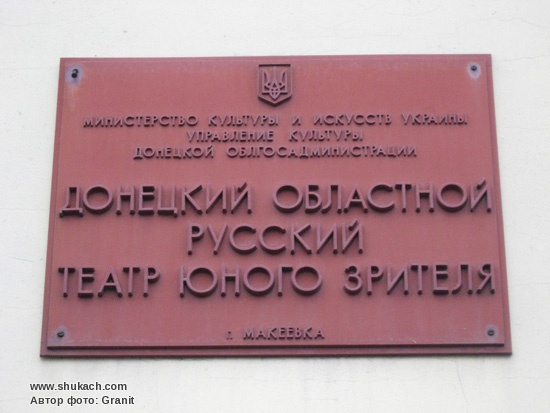 МИНИСТЕРСТВО КУЛЬТУРЫ И ИСКУССТВ УКРАИНЫ
УПРАВЛЕНИЕ КУЛЬТУРЫ
ДОНЕЦКОЙ ОБЛГОСАДМИНИСТРАЦИИ
ДОНЕЦКИЙ ОБЛАСТНОЙ
РУССКИЙ
ТЕАТР ЮНОГО ЗРИТЕЛЯ
г. МАКЕЕВКА
www.shukach.com
Автор фото: Granit